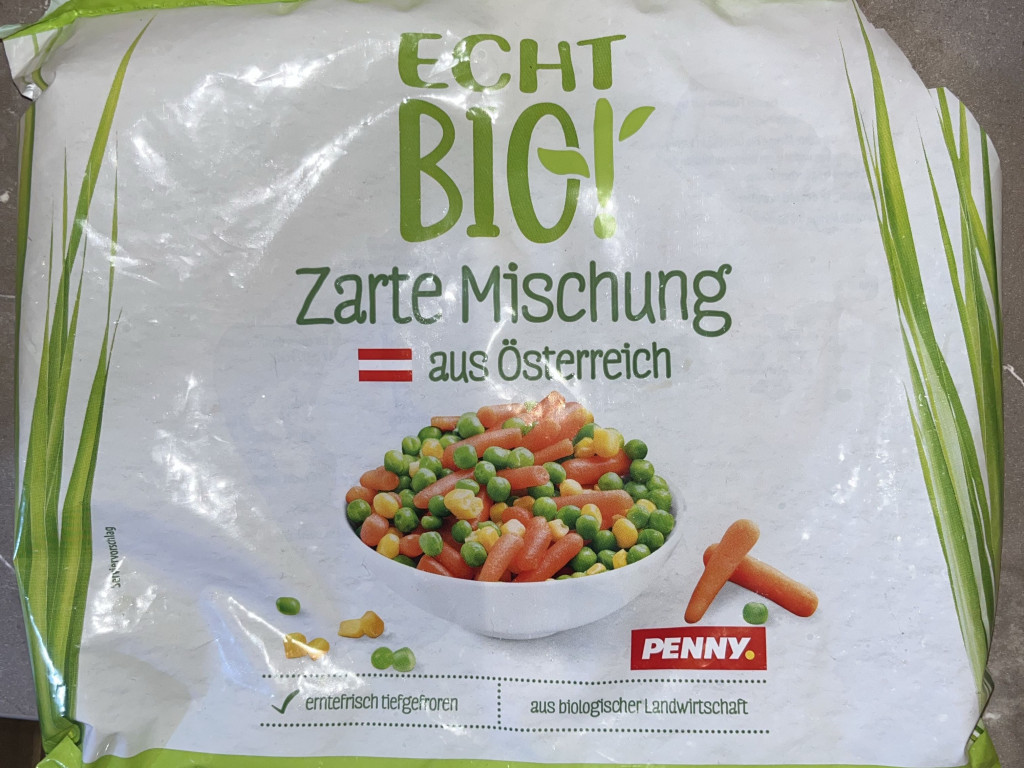 ECHT
BIO!
Zarte Mischung
aus Österreich
Serviervorschlag
PENNY.
erntefrisch tiefgefroren
aus biologischer Landwirtschaft